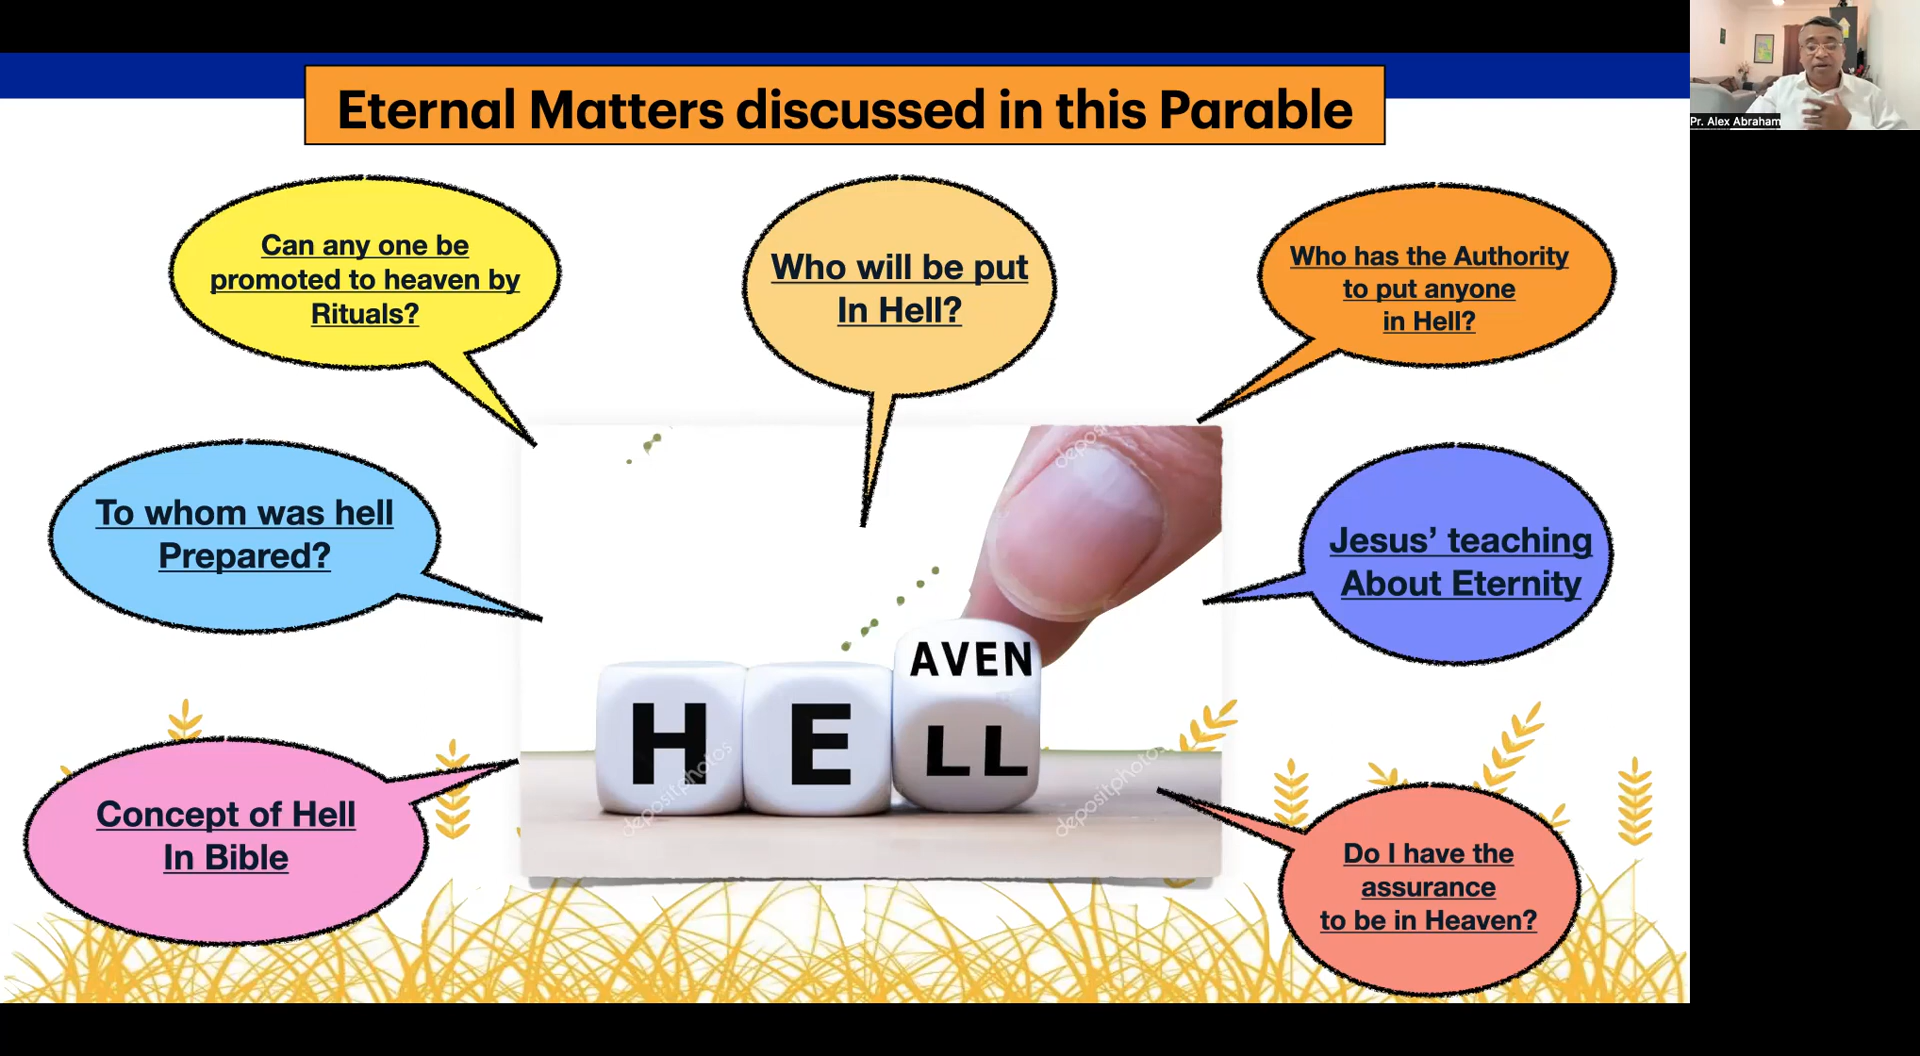 Eternal Matters discussed in this Parable
Pr. Alex Abraham
Can any one be
promoted to heaven by
Rituals?
Who will be put
In Hell?
Who has the Authority
to put anyone
in Hell?
To whom was hell
Prepared?
Jesus’ teaching
About Eternity
AVEN
H E LL
Concept of Hell
In Bible
Do I have the
assurance
to be in Heaven?
depositphotos
depositphotos